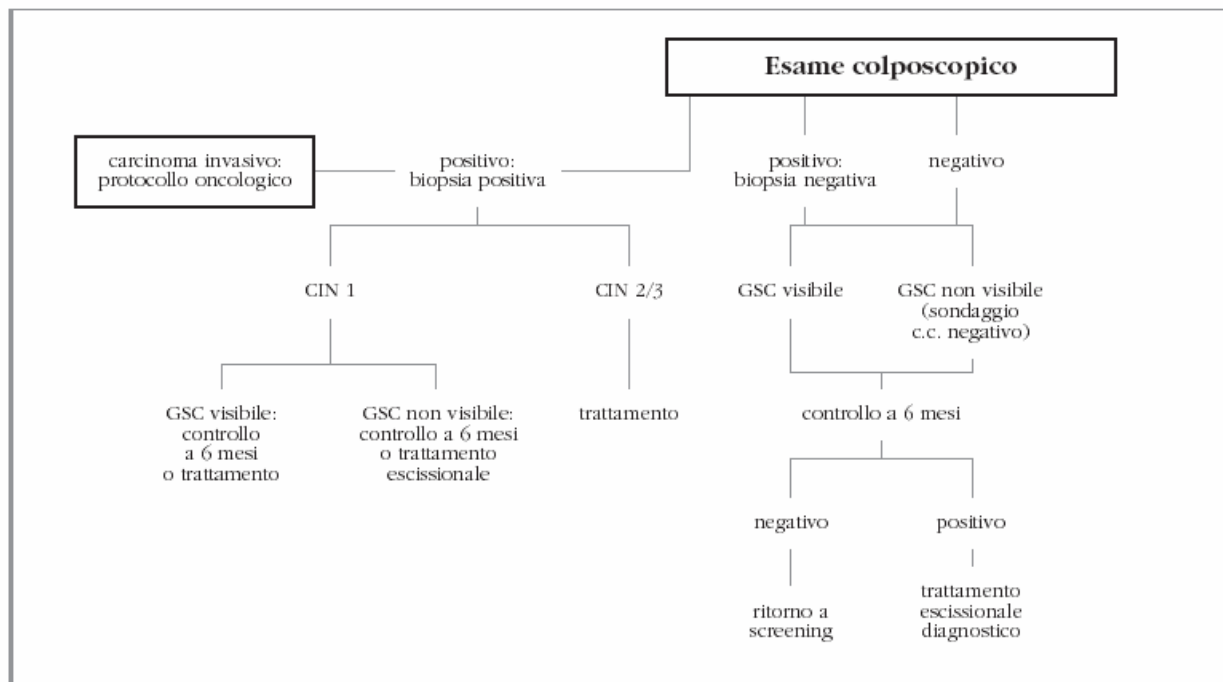 Esame colposcopico
carcinoma invasivo:
protocollo oncologico
positivo:
biopsia positiva
positivo:
biopsia negativa
negativo
CIN 1
CIN 2/3
GSC visibile
GSC non visibile
(sondaggio
c.c. negativo)
GSC visibile:
controllo
a 6 mesi
o trattamento
GSC non visibile:
controllo a 6 mesi
o trattamento
escissionale
trattamento
controllo a 6 mesi
negativo
positivo
ritorno a
screening
trattamento
escissionale
diagnostico